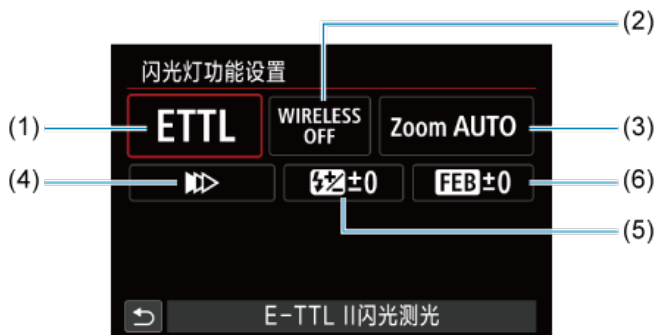 (2)
闪光灯功能设置
(1) ETTL WIRELESS OFF Zoom AUTO (3)
(4) ±0 FEB±0 (6)
(5)
E-TTL II闪光测光